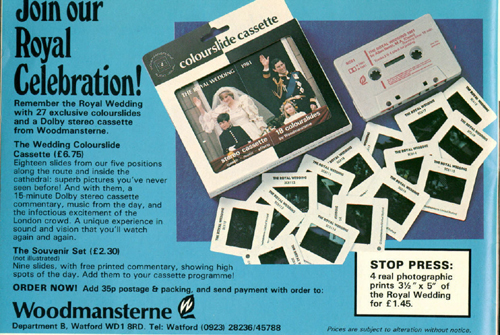 Join our
Royal
Celebration!
Remember the Royal Wedding
with 27 exclusive colourslides
and a Dolby stereo cassette
from Woodmansterne.
The Wedding Colourslide
Cassette (£6.75)
Eighteen slides from our five positions
along the route and inside the
cathedral: superb pictures you've never
seen before! And with them, a
15-minute Dolby stereo cassette
commentary, music from the day, and
the infectious excitement of the
London crowd. A unique experience in
sound and vision that you'll watch
again and again.
The Souvenir Set (£2.30)
(not illustrated)
Nine slides, with free printed commentary, showing high
spots of the day. Add them to your cassette programme!
ORDER NOW! Add 35p postage & packing, and send payment with order to:
Woodmansterne
Department B, Watford WD1 8RD. Tel: Watford (0923) 28236/45788
colourslide cassette
THE ROYAL WEDDING 1981
stereo cassette
18 colourslides
THE ROYAL WEDDING
STOP PRESS:
4 real photographic
prints 3½" x 5" of
the Royal Wedding
for £1.45.
Prices are subject to alteration without notice.